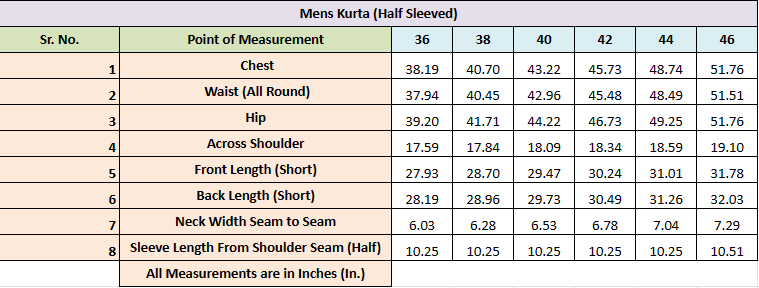 Mens Kurta (Half Sleeved)
Sr. No. Point of Measurement 36 38 40 42 44 46
1 Chest 38.19 40.70 43.22 45.73 48.74 51.76
2 Waist (All Round) 37.94 40.45 42.96 45.48 48.49 51.51
3 Hip 39.20 41.71 44.22 46.73 49.25 51.76
4 Across Shoulder 17.59 17.84 18.09 18.34 18.59 19.10
5 Front Length (Short) 27.93 28.70 29.47 30.24 31.01 31.78
6 Back Length (Short) 28.19 28.96 29.73 30.49 31.26 32.03
7 Neck Width Seam to Seam 6.03 6.28 6.53 6.78 7.04 7.29
8 Sleeve Length From Shoulder Seam (Half) 10.25 10.25 10.25 10.25 10.25 10.51
All Measurements are in Inches (In.)